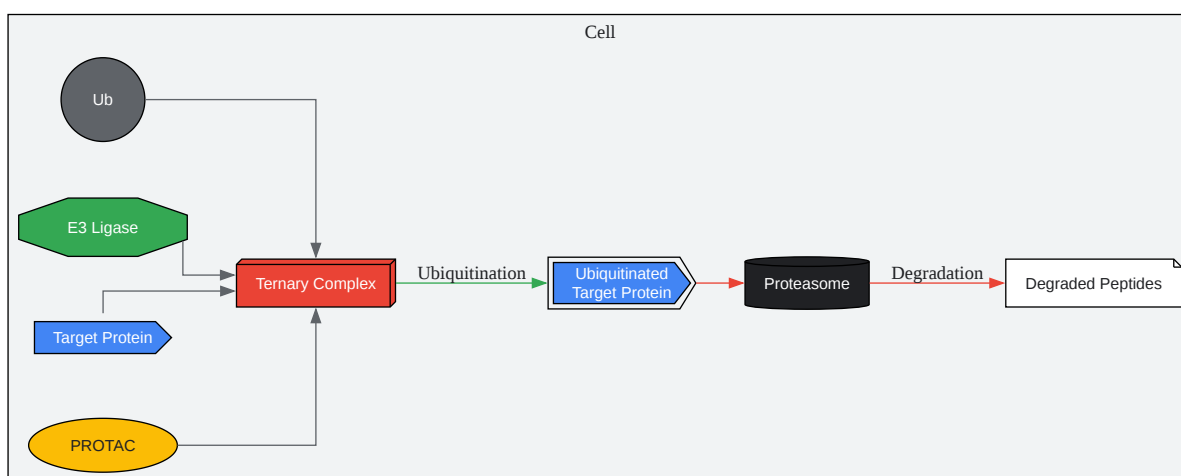 Cell
Ub
E3 Ligase
Target Protein
PROTAC
Ternary Complex
Ubiquitination
Ubiquitinated
Target Protein
Proteasome
Degradation
Degraded Peptides